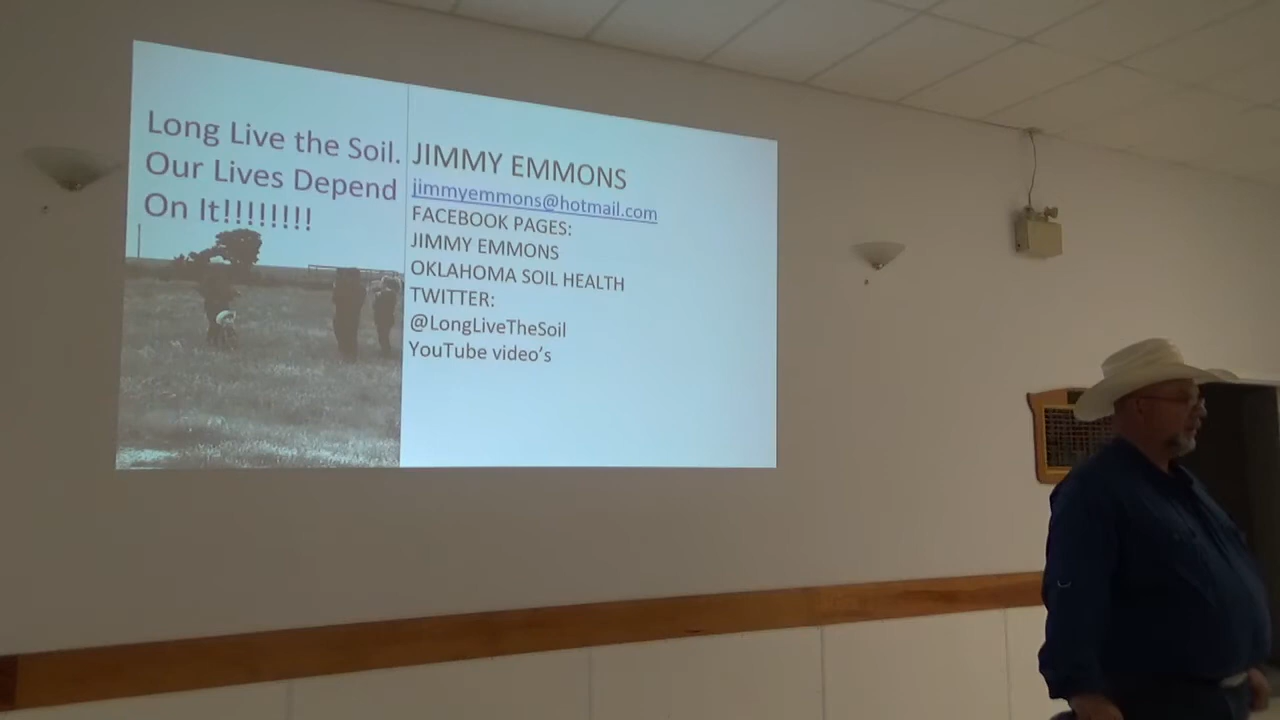 Long Live the Soil.
Our Lives Depend
On It!!!!!!!!
JIMMY EMMONS
jimmyemmons@hotmail.com
FACEBOOK PAGES:
JIMMY EMMONS
OKLAHOMA SOIL HEALTH
TWITTER:
@LongLiveTheSoil
YouTube video's